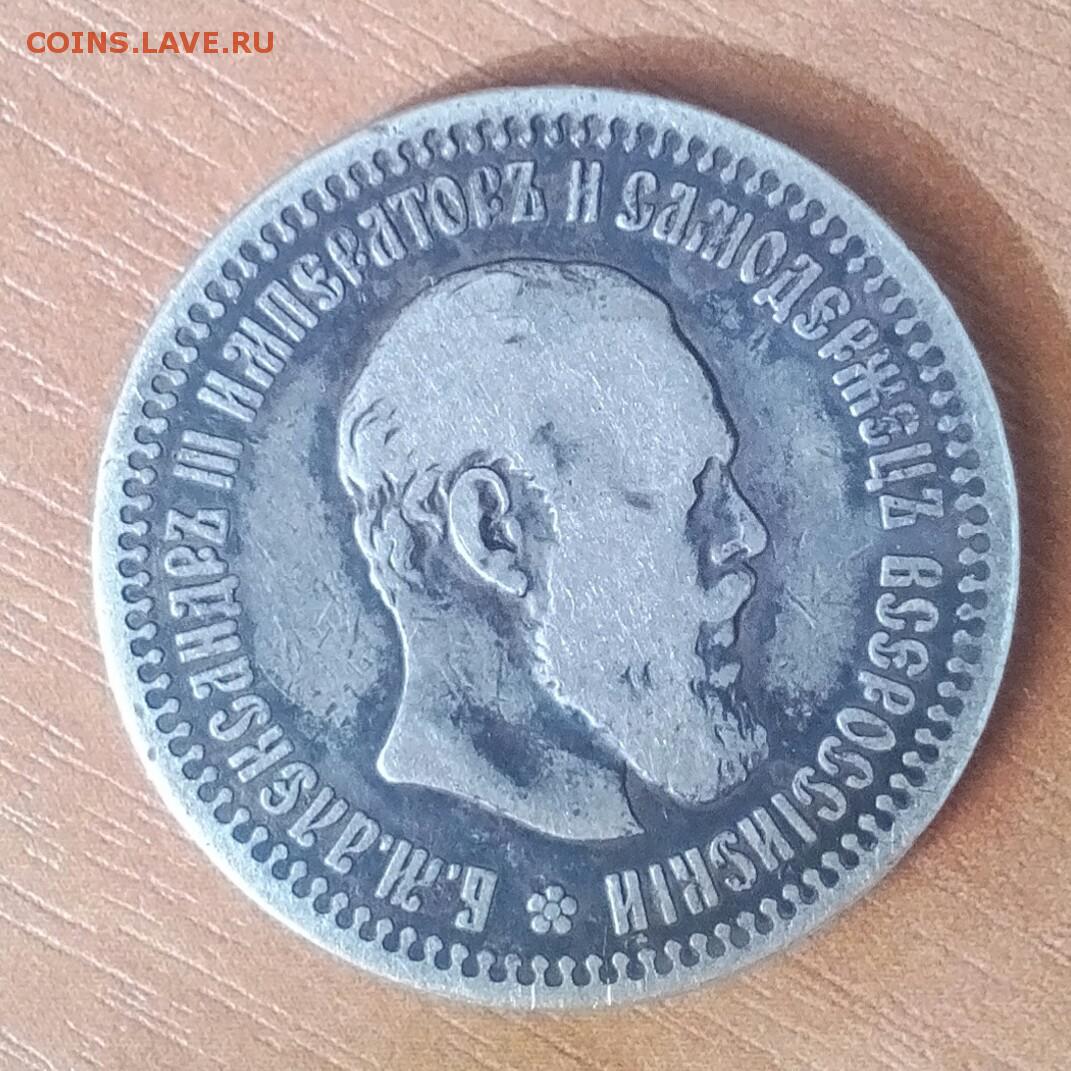 COINS.LAVE.RU
Б.М.АЛЕКСАНДРЪ III ИМПЕРАТОРЪ И САМОДЕРЖЕЦЪ ВСЕРОССІЙСКІЙ